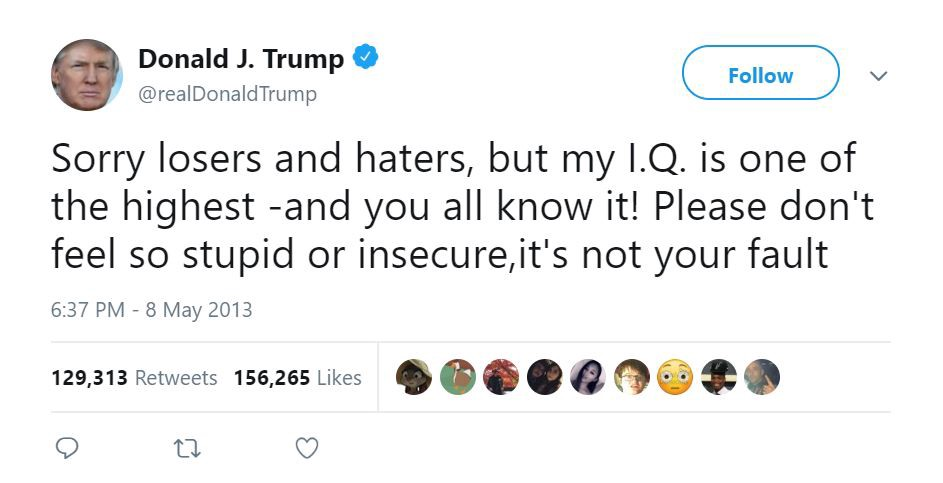 Donald J. Trump
@realDonaldTrump
Follow
Sorry losers and haters, but my I.Q. is one of
the highest -and you all know it! Please don't
feel so stupid or insecure,it's not your fault
6:37 PM - 8 May 2013
129,313 Retweets 156,265 Likes